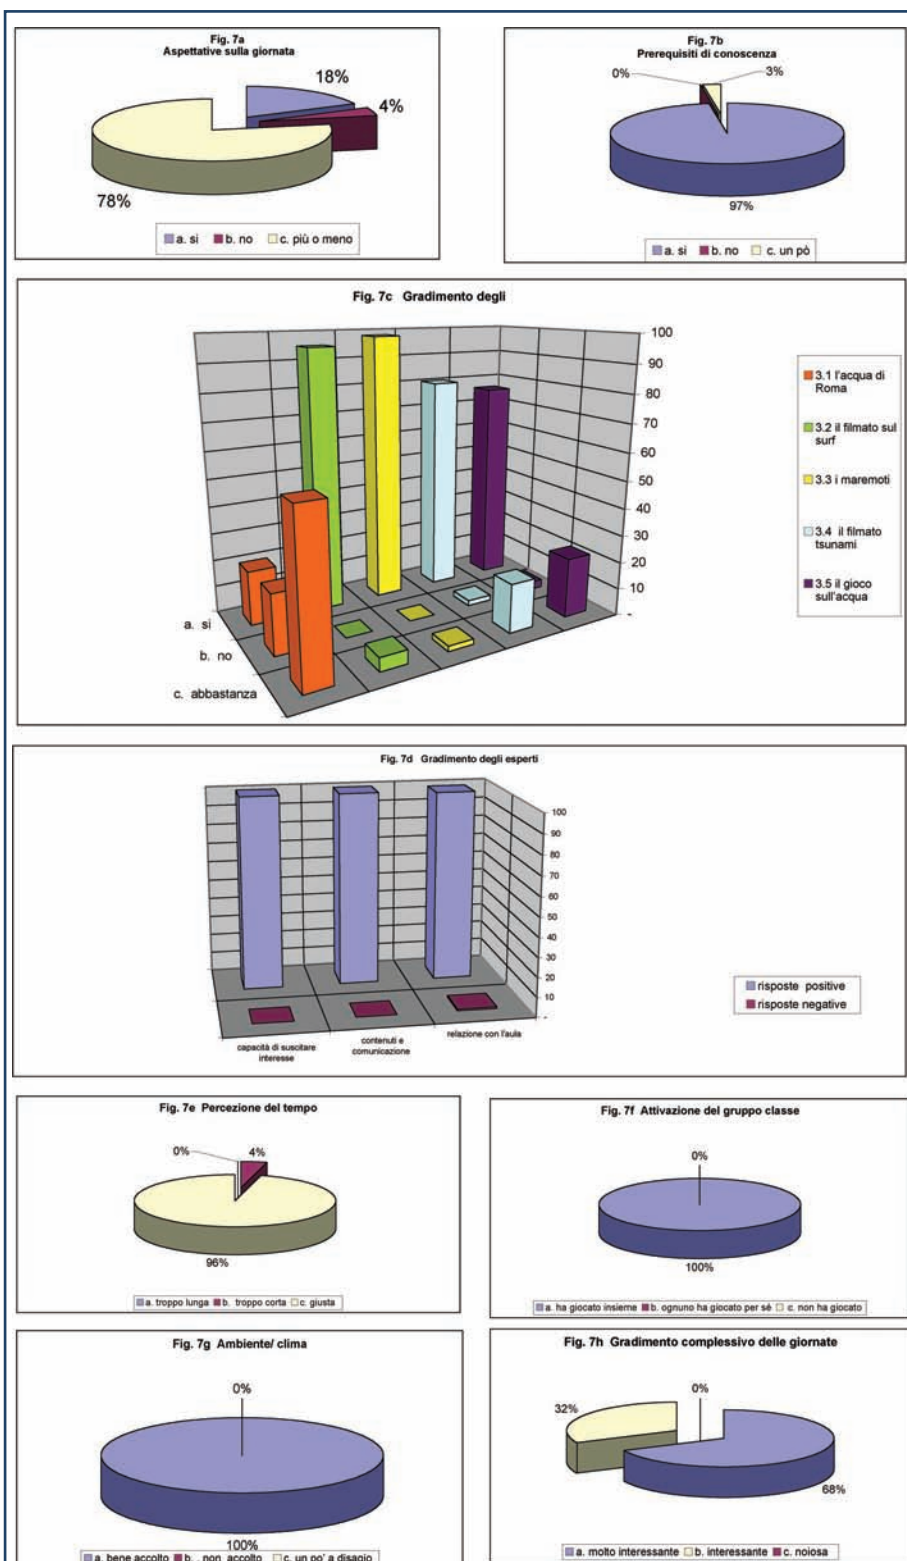 Fig. 7a
Aspettative sulla giornata
18%
4%
78%
a. si b. no c. più o meno
Fig. 7b
Prerequisiti di conoscenza
0%
3%
97%
a. si b. no c. un pò
Fig. 7c Gradimento degli
100
90
80
70
60
50
40
30
20
10
-
a. si
b. no
c. abbastanza
3.1 l'acqua di
Roma
3.2 il filmato sul
surf
3.3 i maremoti
3.4 il filmato
tsunami
3.5 il gioco
sull'acqua
Fig. 7d Gradimento degli esperti
100
90
80
70
60
50
40
30
20
10
-
capacità di suscitare
interesse
contenuti e
comunicazione
relazione con l'aula
risposte positive
risposte negative
Fig. 7e Percezione del tempo
0%
4%
96%
a. troppo lunga b. troppo corta c. giusta
Fig. 7f Attivazione del gruppo classe
0%
100%
a. ha giocato insieme b. ognuno ha giocato per sé c. non ha giocato
Fig. 7g Ambiente/ clima
0%
100%
a. bene accolto b. . non accolto c. un po' a disagio
Fig. 7h Gradimento complessivo delle giornate
0%
32%
68%
a. molto interessante b. interessante c. noiosa